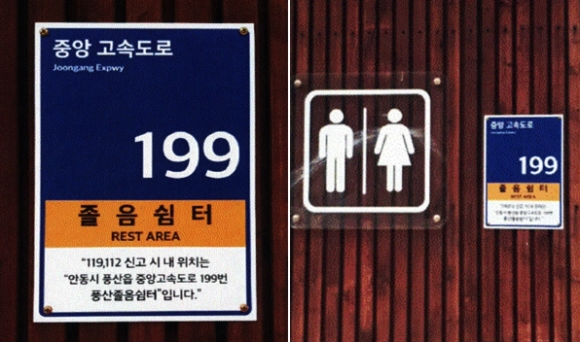 중앙 고속도로
Joongang Expwy
199
졸음쉼터
REST AREA
"119,112 신고 시 내 위치는
"안동시 풍산읍 중앙고속도로 199번
풍산졸음쉼터"입니다."
중앙 고속도로
199
졸음쉼터